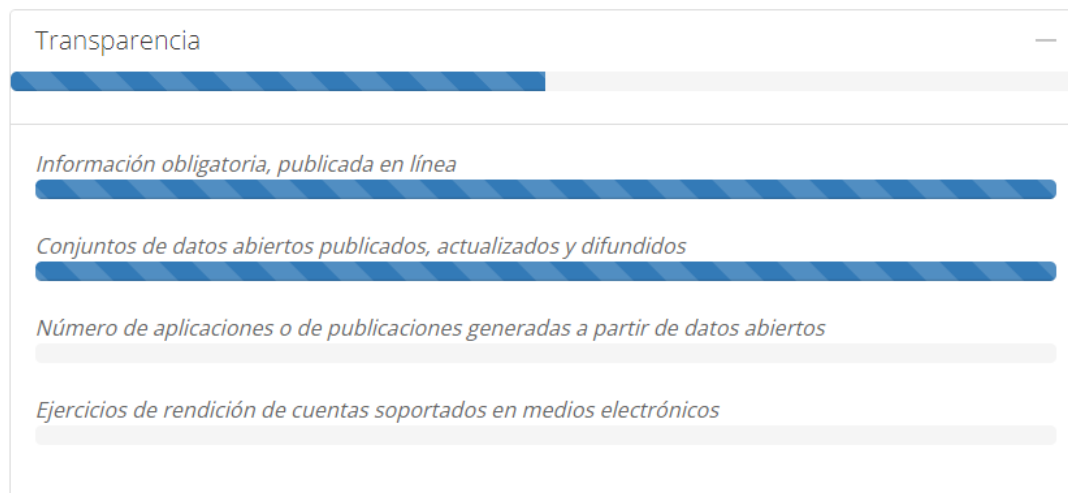 Transparencia
Información obligatoria, publicada en línea
Conjuntos de datos abiertos publicados, actualizados y difundidos
Número de aplicaciones o de publicaciones generadas a partir de datos abiertos
Ejercicios de rendición de cuentas soportados en medios electrónicos